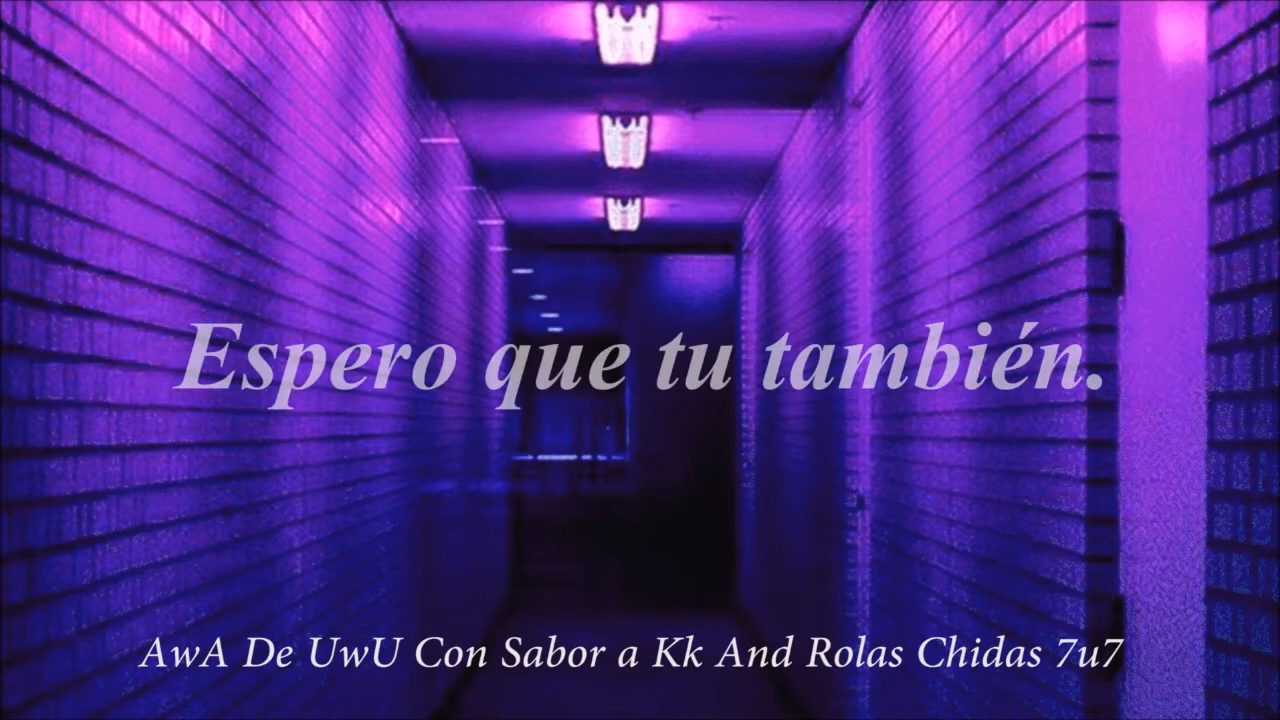 Espero que tu también.
AwA De UwU Con Sabor a Kk And Rolas Chidas 7u7